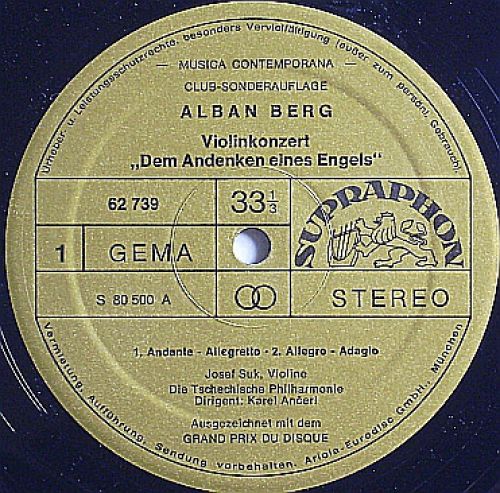 Urheber- u. Leistungsschutzrechte, besonders Vervielfältigung (außer zum persönl. Gebrauch),
— MUSICA CONTEMPORANA —
CLUB-SONDERAUFLAGE
ALBAN BERG
Violinkonzert
„Dem Andenken eines Engels“
62 739
33 1/3
SUPRAPHON
1
GEMA
S 80 500 A
STEREO
1. Andante - Allegretto - 2. Allegro - Adagio
Josef Suk, Violine
Die Tschechische Philharmonie
Dirigent: Karel Ančerl
Ausgezeichnet mit dem
GRAND PRIX DU DISQUE
Vermietung, Aufführung, Sendung vorbehalten. Ariola-Eurodisc GmbH., München